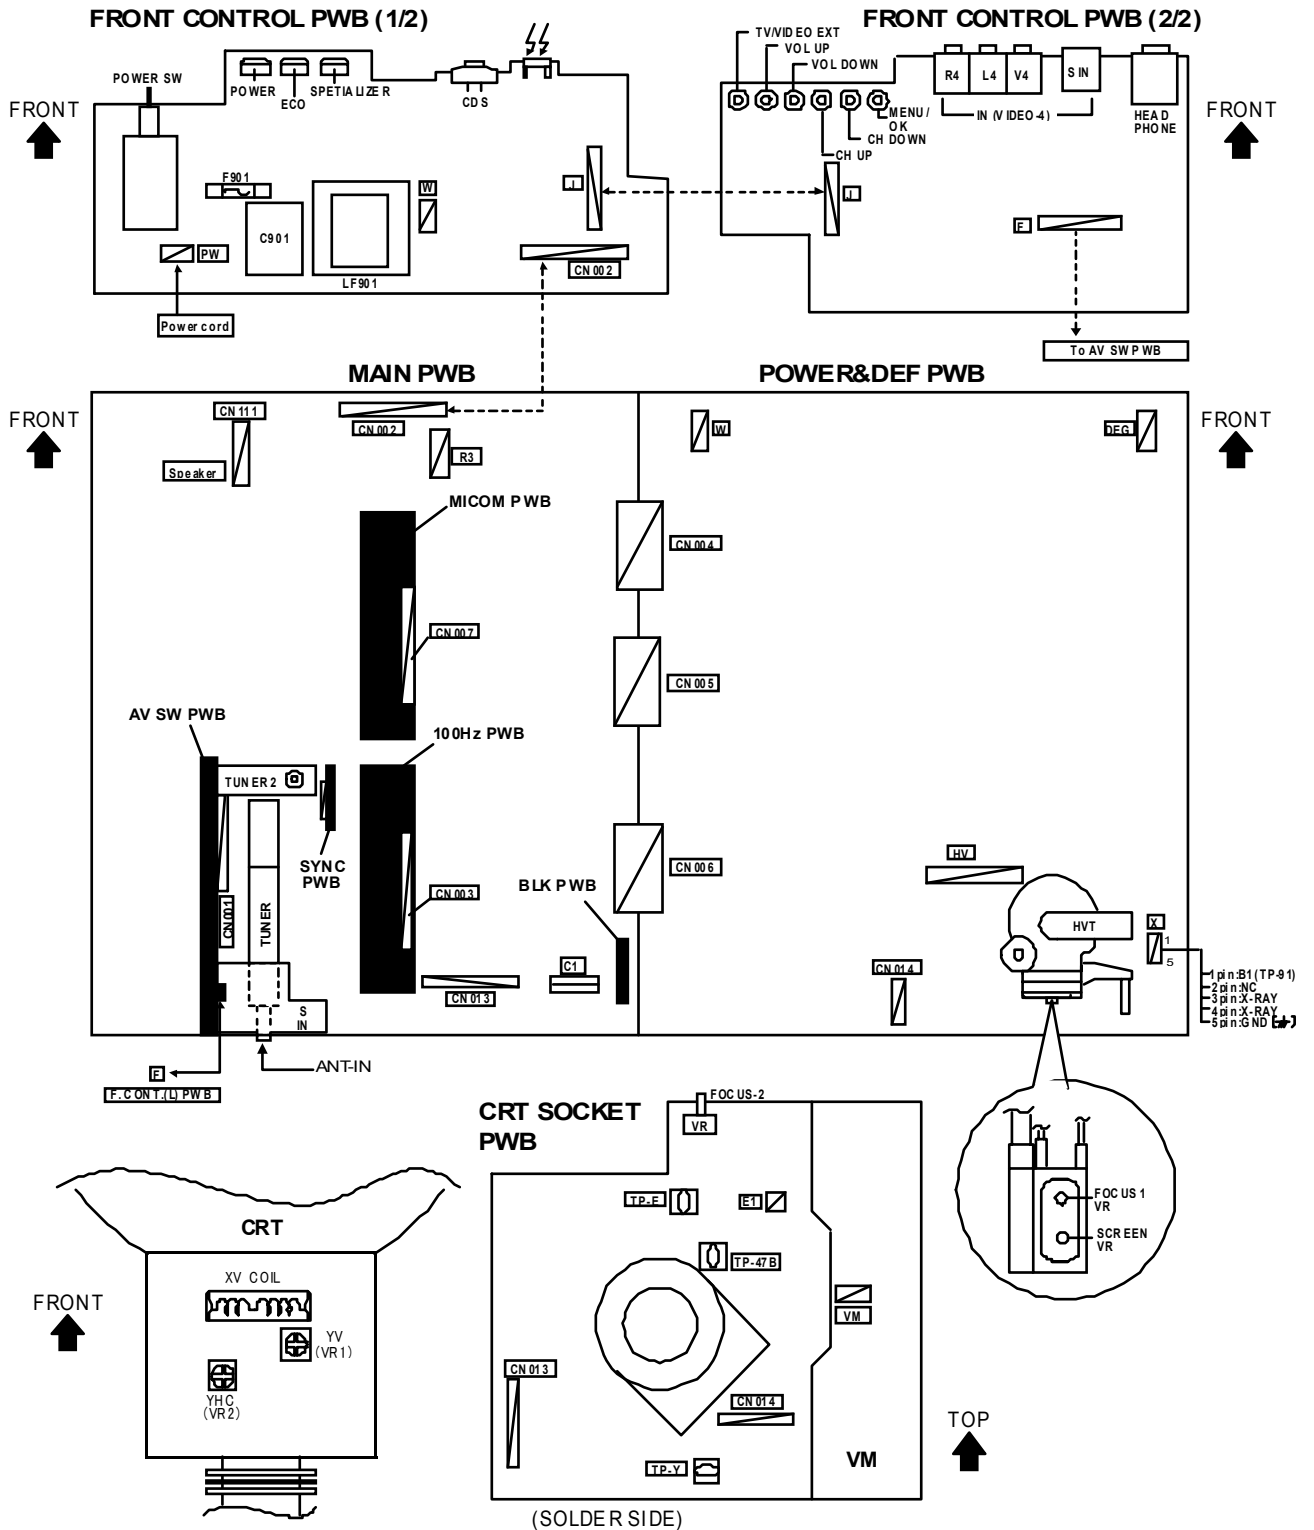 FRONT CONTROL PWB (1/2)
FRONT CONTROL PWB (2/2)
POWER SW
POWER
ECO
SPETIALIZER
CDS
FRONT
F901
C901
LF901
W
PW
Power cord
J
CN002
TV/VIDEO EXT
VOL UP
VOL DOWN
MENU/
OK
CH DOWN
CH UP
R4
L4
V4
S IN
IN (VIDEO-4)
HEAD
PHONE
FRONT
J
F
To AV SW PWB
MAIN PWB
POWER&DEF PWB
FRONT
CN111
Speaker
CN002
R3
MICOM PWB
CN007
W
DEG
FRONT
CN004
CN005
CN006
AV SW PWB
100Hz PWB
TUNER 2
SYNC
PWB
CN001
TUNER
CN003
BLK PWB
C1
CN013
S
IN
ANT-IN
F
F.CONT.(L) PWB
HV
HVT
X
1
5
CN014
1pin:B1(TP-91)
2pin:NC
3pin:X-RAY
4pin:X-RAY
5pin:GND
CRT SOCKET
PWB
FOCUS-2
VR
TP-E
E1
TP-47B
VM
CN013
CN014
TP-Y
VM
(SOLDER SIDE)
TOP
FOCUS1
VR
SCREEN
VR
CRT
XV COIL
YV
(VR1)
YHC
(VR2)
FRONT